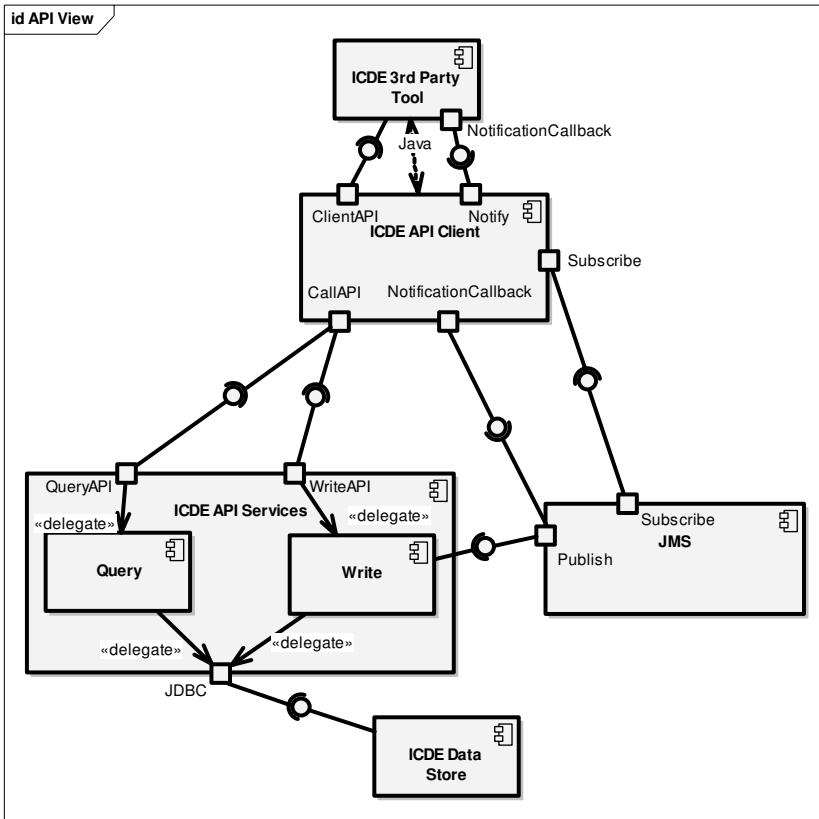 id API View
ICDE 3rd Party
Tool
NotificationCallback
Java
ClientAPI
Notify
ICDE API Client
Subscribe
CallAPI
NotificationCallback
QueryAPI
WriteAPI
ICDE API Services
«delegate»
«delegate»
Subscribe
JMS
Publish
Query
Write
«delegate»
«delegate»
JDBC
ICDE Data
Store